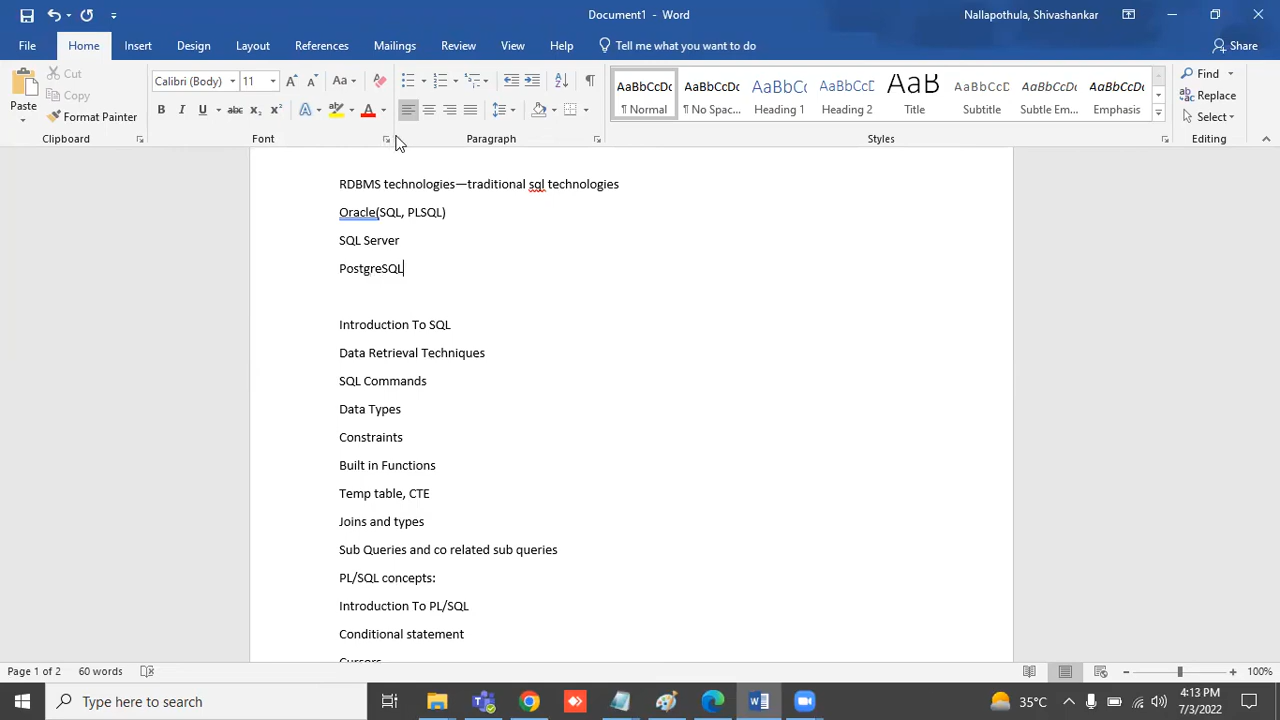 Document1 - Word
Nallapothula, Shivashankar
File Home Insert Design Layout References Mailings Review View Help Tell me what you want to do Share
Paste
Cut
Copy
Format Painter
Calibri (Body) 11
AaBbCcDc AaBbCcDc AaBbCc AaBbCcD AaB AaBbCcD AaBbCcDc AaBbCcDc
¶ Normal ¶ No Spac... Heading 1 Heading 2 Title Subtitle Subtle Em... Emphasis
Find
Replace
Select
Clipboard Font Paragraph Styles Editing
RDBMS technologies—traditional sql technologies
Oracle(SQL, PLSQL)
SQL Server
PostgreSQL
Introduction To SQL
Data Retrieval Techniques
SQL Commands
Data Types
Constraints
Built in Functions
Temp table, CTE
Joins and types
Sub Queries and co related sub queries
PL/SQL concepts:
Introduction To PL/SQL
Conditional statement
Cursors
Page 1 of 2 60 words 100%
Type here to search
35°C
4:13 PM
7/3/2022